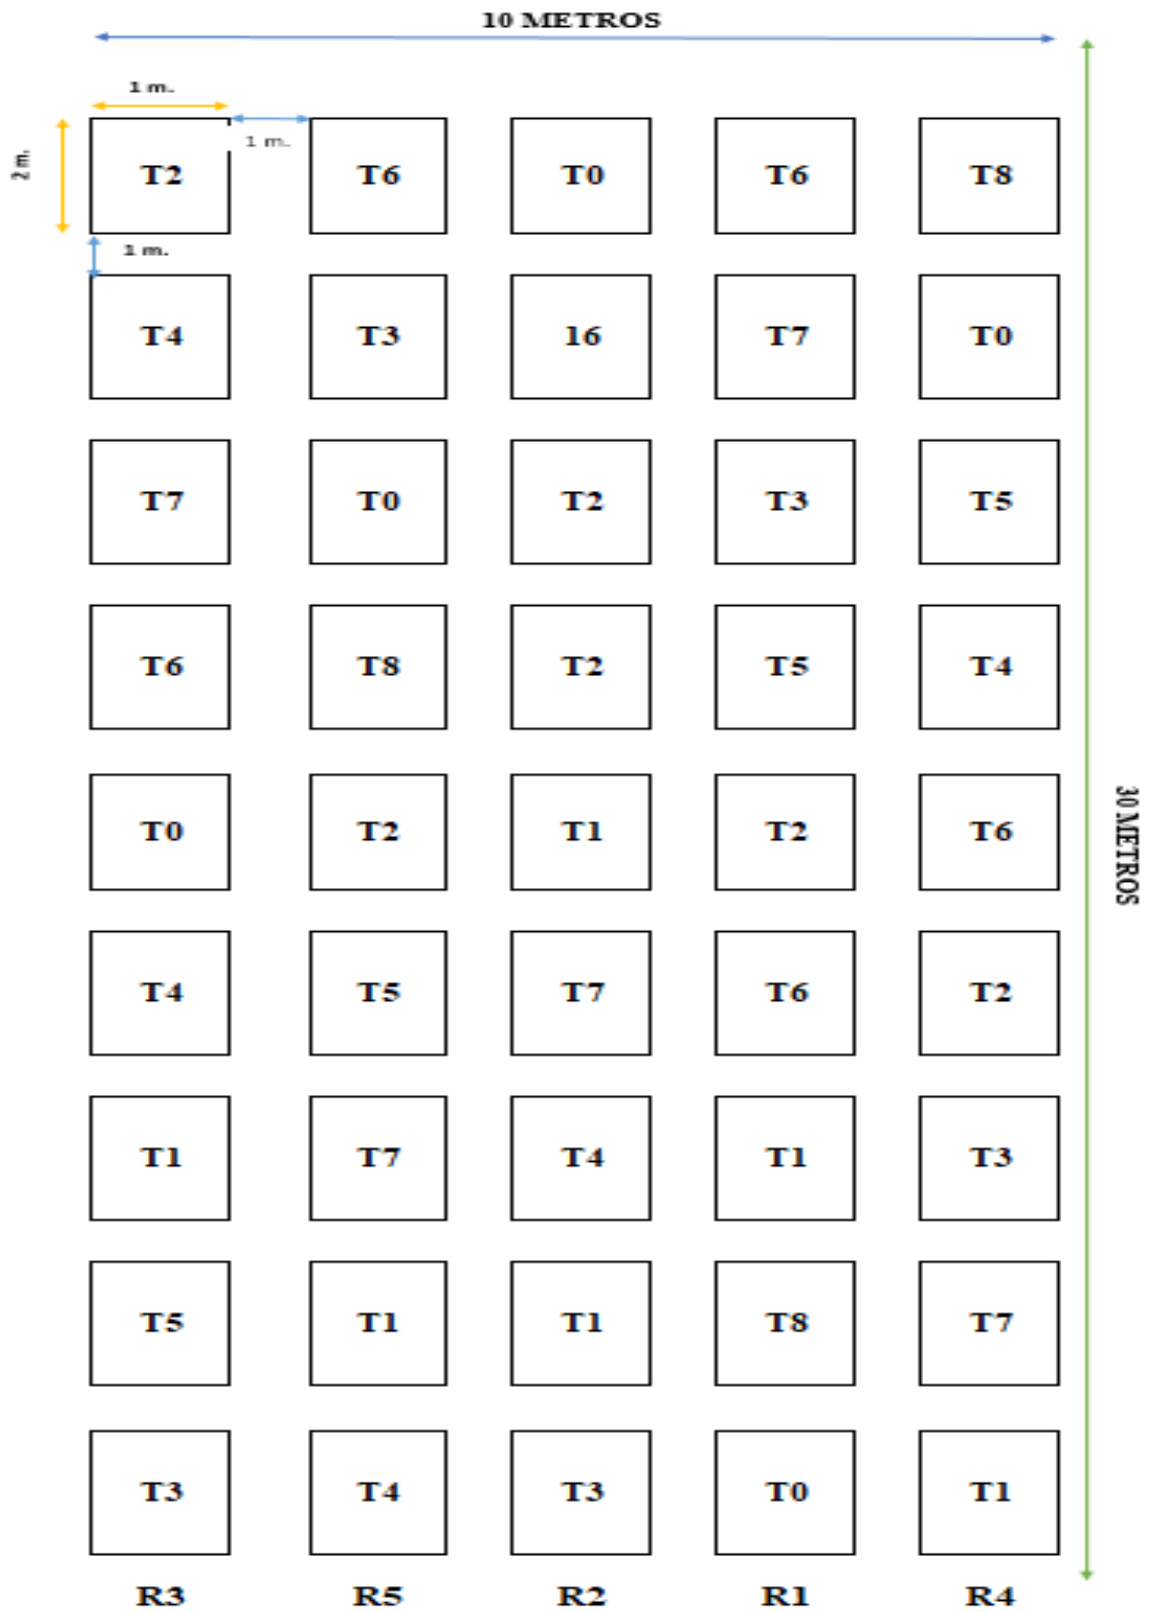 10 METROS
1 m.
1 m.
2 m.
T2 T6 T0 T6 T8
1 m.
T4 T3 16 T7 T0
T7 T0 T2 T3 T5
T6 T8 T2 T5 T4
T0 T2 T1 T2 T6
30 METROS
T4 T5 T7 T6 T2
T1 T7 T4 T1 T3
T5 T1 T1 T8 T7
T3 T4 T3 T0 T1
R3 R5 R2 R1 R4